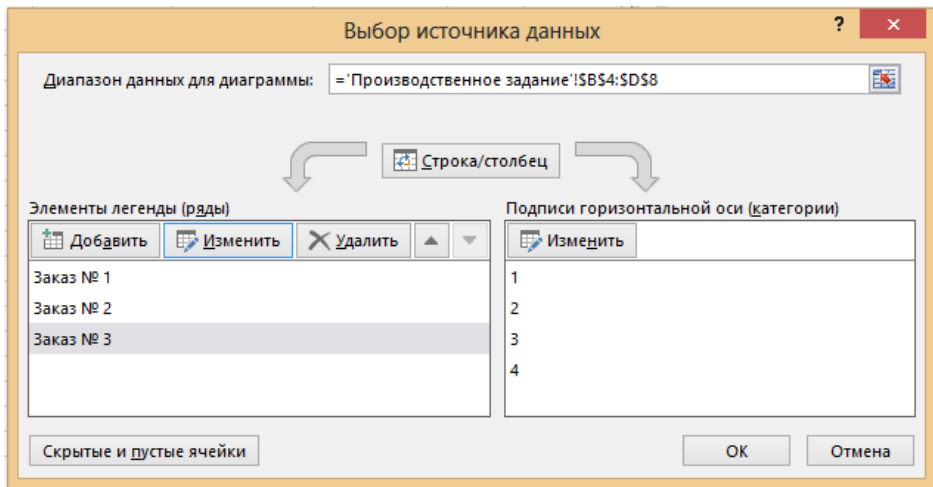 Выбор источника данных
? ×
Диапазон данных для диаграммы: ='Производственное задание'!$B$4:$D$8
Строка/столбец
Элементы легенды (ряды)
Добавить Изменить Удалить
Заказ № 1
Заказ № 2
Заказ № 3
Подписи горизонтальной оси (категории)
Изменить
1
2
3
4
Скрытые и пустые ячейки
ОК Отмена